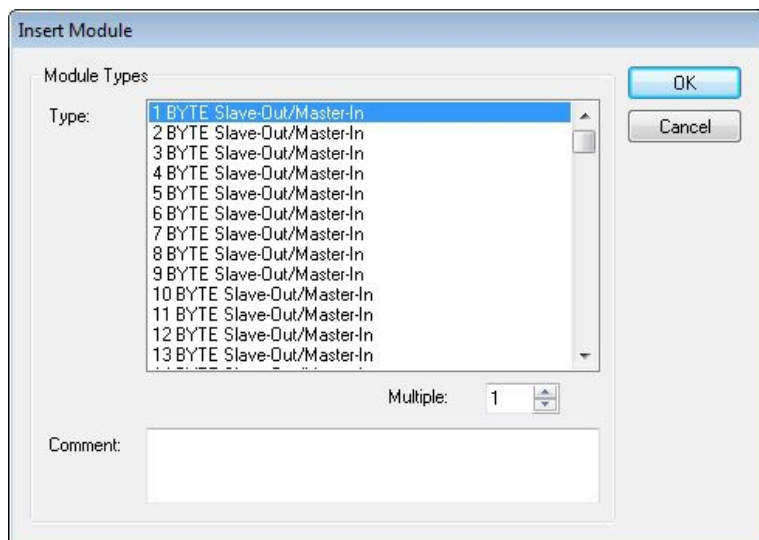 Insert Module
Module Types
OK
Type:
1 BYTE Slave-Out/Master-In
2 BYTE Slave-Out/Master-In
3 BYTE Slave-Out/Master-In
4 BYTE Slave-Out/Master-In
5 BYTE Slave-Out/Master-In
6 BYTE Slave-Out/Master-In
7 BYTE Slave-Out/Master-In
8 BYTE Slave-Out/Master-In
9 BYTE Slave-Out/Master-In
10 BYTE Slave-Out/Master-In
11 BYTE Slave-Out/Master-In
12 BYTE Slave-Out/Master-In
13 BYTE Slave-Out/Master-In
Cancel
Multiple: 1
Comment: